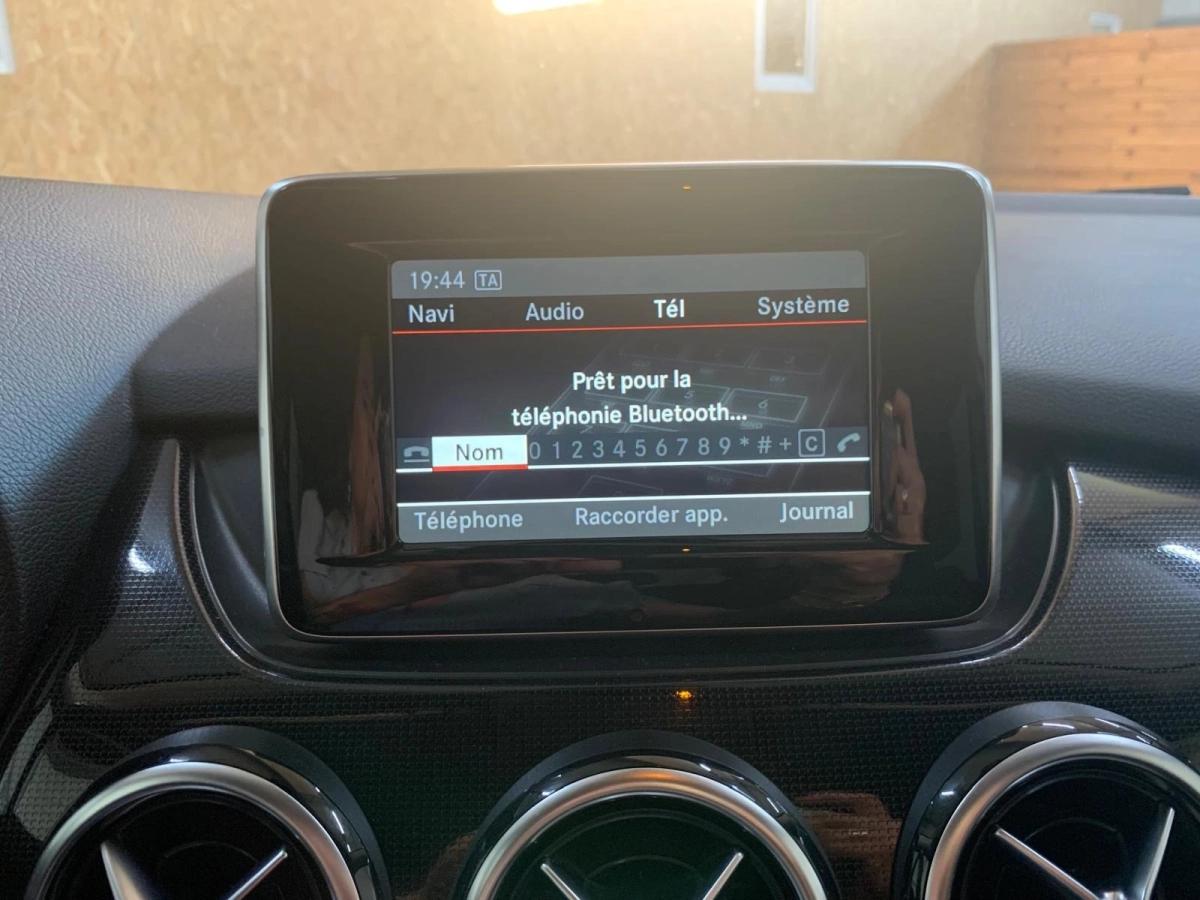 19:44 TA
Navi Audio Tél Système
Prêt pour la
téléphonie Bluetooth...
Nom 0 1 2 3 4 5 6 7 8 9 * # + C
Téléphone Raccorder app. Journal